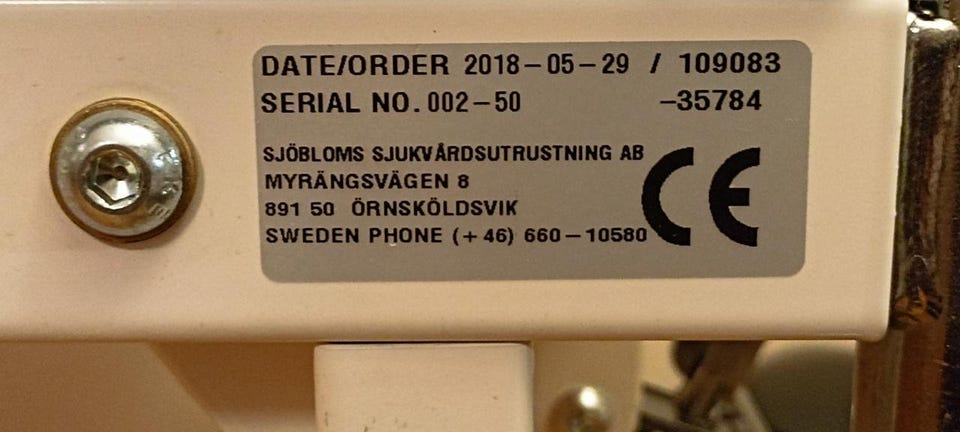 DATE/ORDER 2018-05-29 / 109083
SERIAL NO. 002-50 -35784
SJÖBLOMS SJUKVÅRDSUTRUSTNING AB
MYRÄNGSVÄGEN 8
891 50 ÖRNSKÖLDSVIK
SWEDEN PHONE (+46) 660-10580
CE